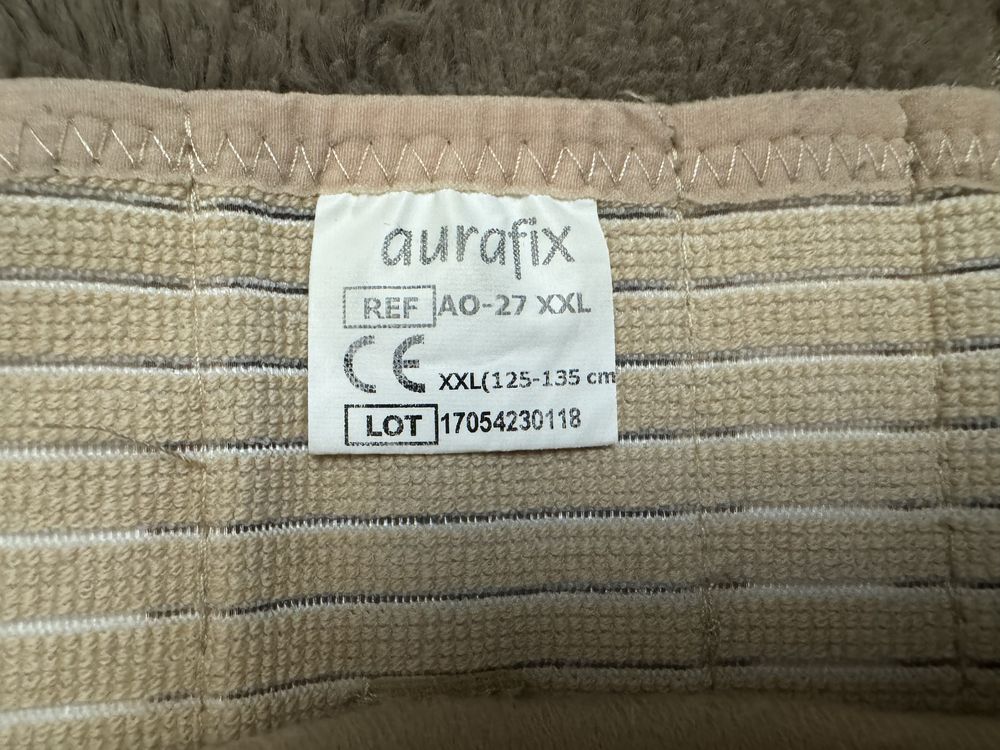 aurafix
REF AO-27 XXL
CE XXL(125-135 cm
LOT 17054230118